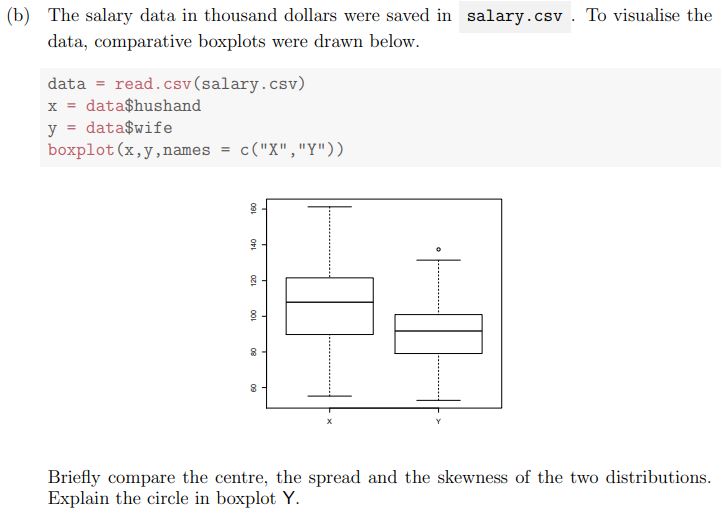 (b) The salary data in thousand dollars were saved in salary.csv . To visualise the
data, comparative boxplots were drawn below.
data = read.csv(salary.csv)
x = data$hushand
y = data$wife
boxplot(x,y,names = c("X","Y"))
160
140
120
100
80
60
X Y
Briefly compare the centre, the spread and the skewness of the two distributions.
Explain the circle in boxplot Y.